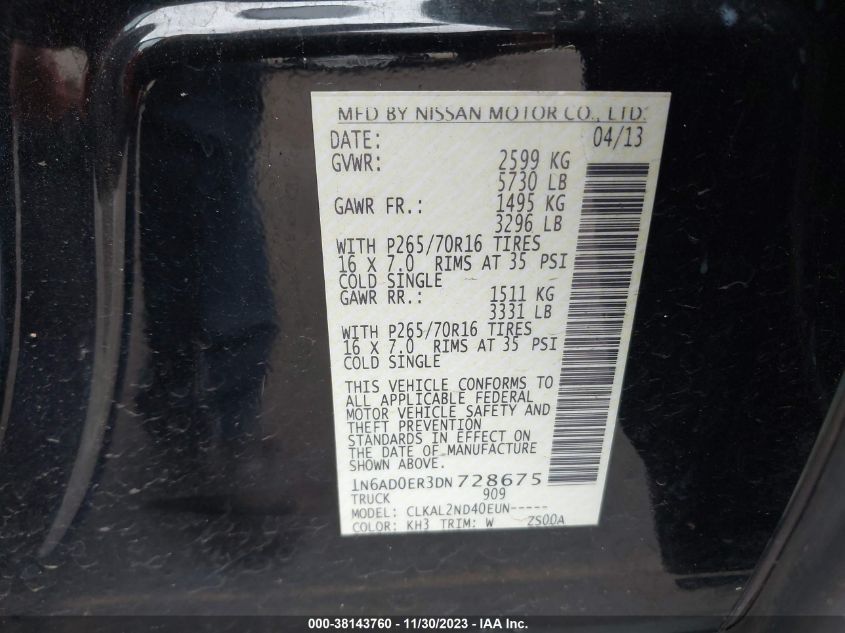 MFD BY NISSAN MOTOR CO., LTD.
DATE: 04/13
GVWR: 2599 KG
5730 LB
GAWR FR.: 1495 KG
3296 LB
WITH P265/70R16 TIRES
16 X 7.0 RIMS AT 35 PSI
COLD SINGLE
GAWR RR.: 1511 KG
3331 LB
WITH P265/70R16 TIRES
16 X 7.0 RIMS AT 35 PSI
COLD SINGLE
THIS VEHICLE CONFORMS TO
ALL APPLICABLE FEDERAL
MOTOR VEHICLE SAFETY AND
THEFT PREVENTION
STANDARDS IN EFFECT ON
THE DATE OF MANUFACTURE
SHOWN ABOVE.
1N6AD0ER3DN728675
TRUCK 909
MODEL: CLKAL2ND40EUN-----
COLOR: KH3 TRIM: W ZS00A
000-38143760 - 11/30/2023 - IAA Inc.